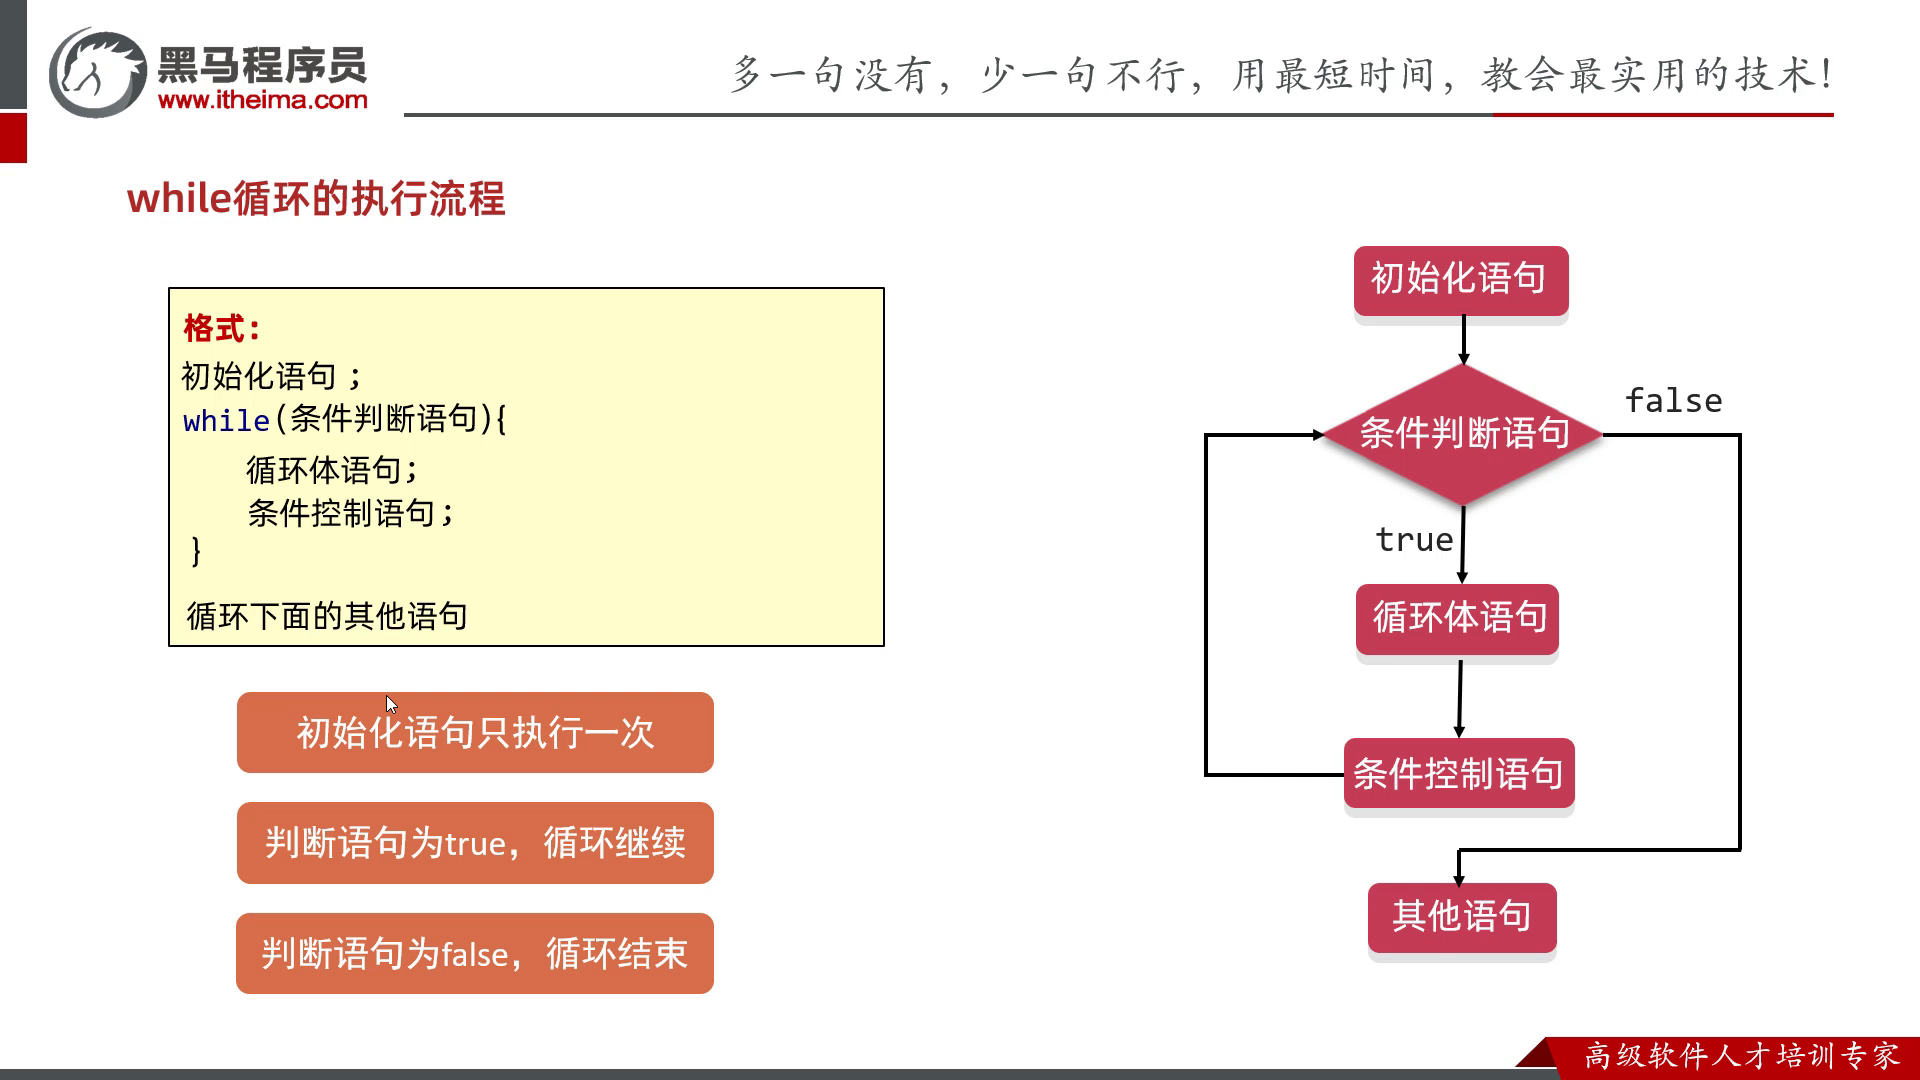 黑马程序员
www.itheima.com
多一句没有，少一句不行，用最短时间，教会最实用的技术！
while循环的执行流程
格式：
初始化语句 ;
while(条件判断语句){
循环体语句;
条件控制语句;
}
循环下面的其他语句
初始化语句只执行一次
判断语句为true，循环继续
判断语句为false，循环结束
初始化语句
条件判断语句
false
true
循环体语句
条件控制语句
其他语句
高级软件人才培训专家